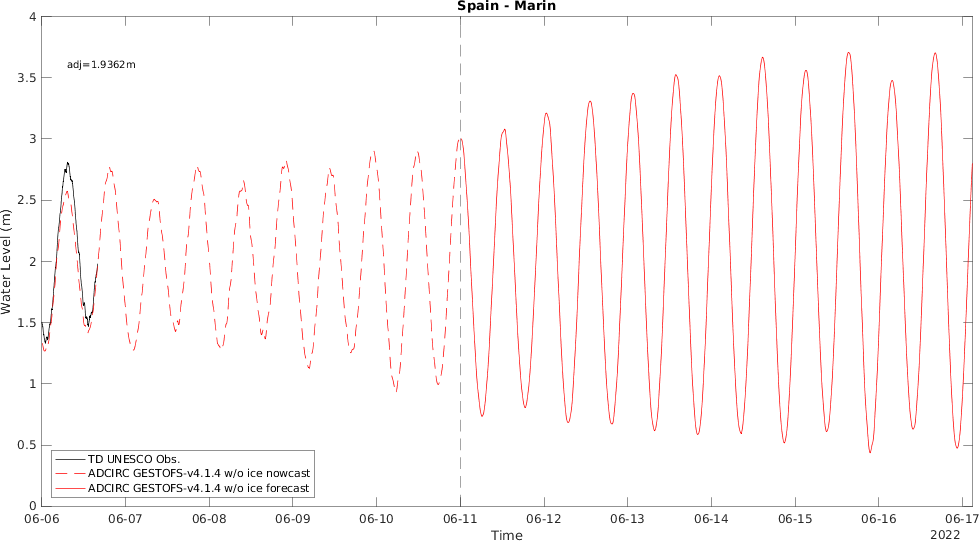 Spain - Marin
adj=1.9362m
Water Level (m)
4
3.5
3
2.5
2
1.5
1
0.5
0
TD UNESCO Obs.
ADCIRC GESTOFS-v4.1.4 w/o ice nowcast
ADCIRC GESTOFS-v4.1.4 w/o ice forecast
06-06 06-07 06-08 06-09 06-10 06-11 06-12 06-13 06-14 06-15 06-16 06-17
Time
2022